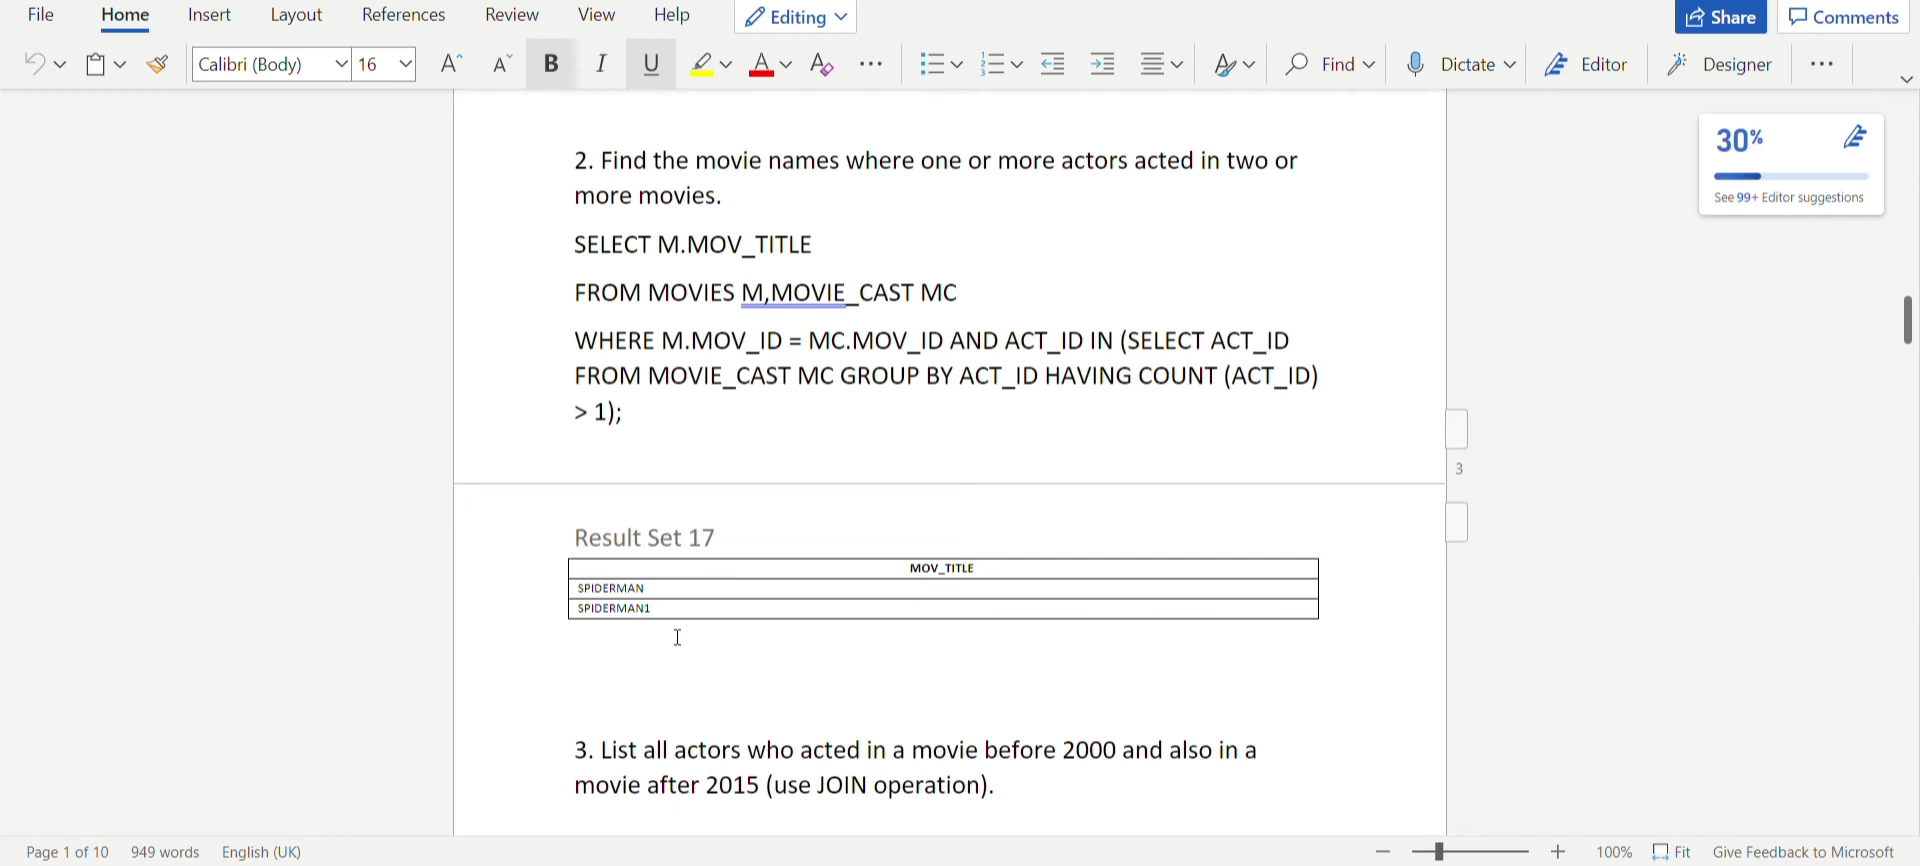 File Home Insert Layout References Review View Help Editing Share Comments
Calibri (Body) 16 A A B I U A A ... Find Dictate Editor Designer ...
30%
See 99+ Editor suggestions
2. Find the movie names where one or more actors acted in two or
more movies.
SELECT M.MOV_TITLE
FROM MOVIES M,MOVIE_CAST MC
WHERE M.MOV_ID = MC.MOV_ID AND ACT_ID IN (SELECT ACT_ID
FROM MOVIE_CAST MC GROUP BY ACT_ID HAVING COUNT (ACT_ID)
> 1);
3
Result Set 17
MOV_TITLE
SPIDERMAN
SPIDERMAN1
3. List all actors who acted in a movie before 2000 and also in a
movie after 2015 (use JOIN operation).
Page 1 of 10 949 words English (UK) 100% Fit Give Feedback to Microsoft